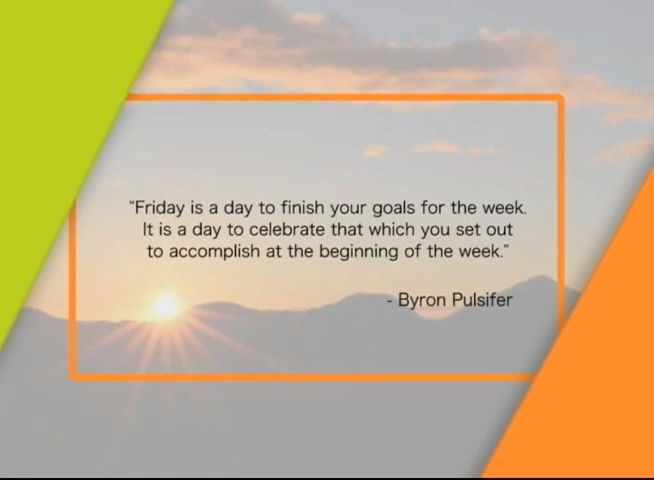 "Friday is a day to finish your goals for the week.
It is a day to celebrate that which you set out
to accomplish at the beginning of the week."
- Byron Pulsifer